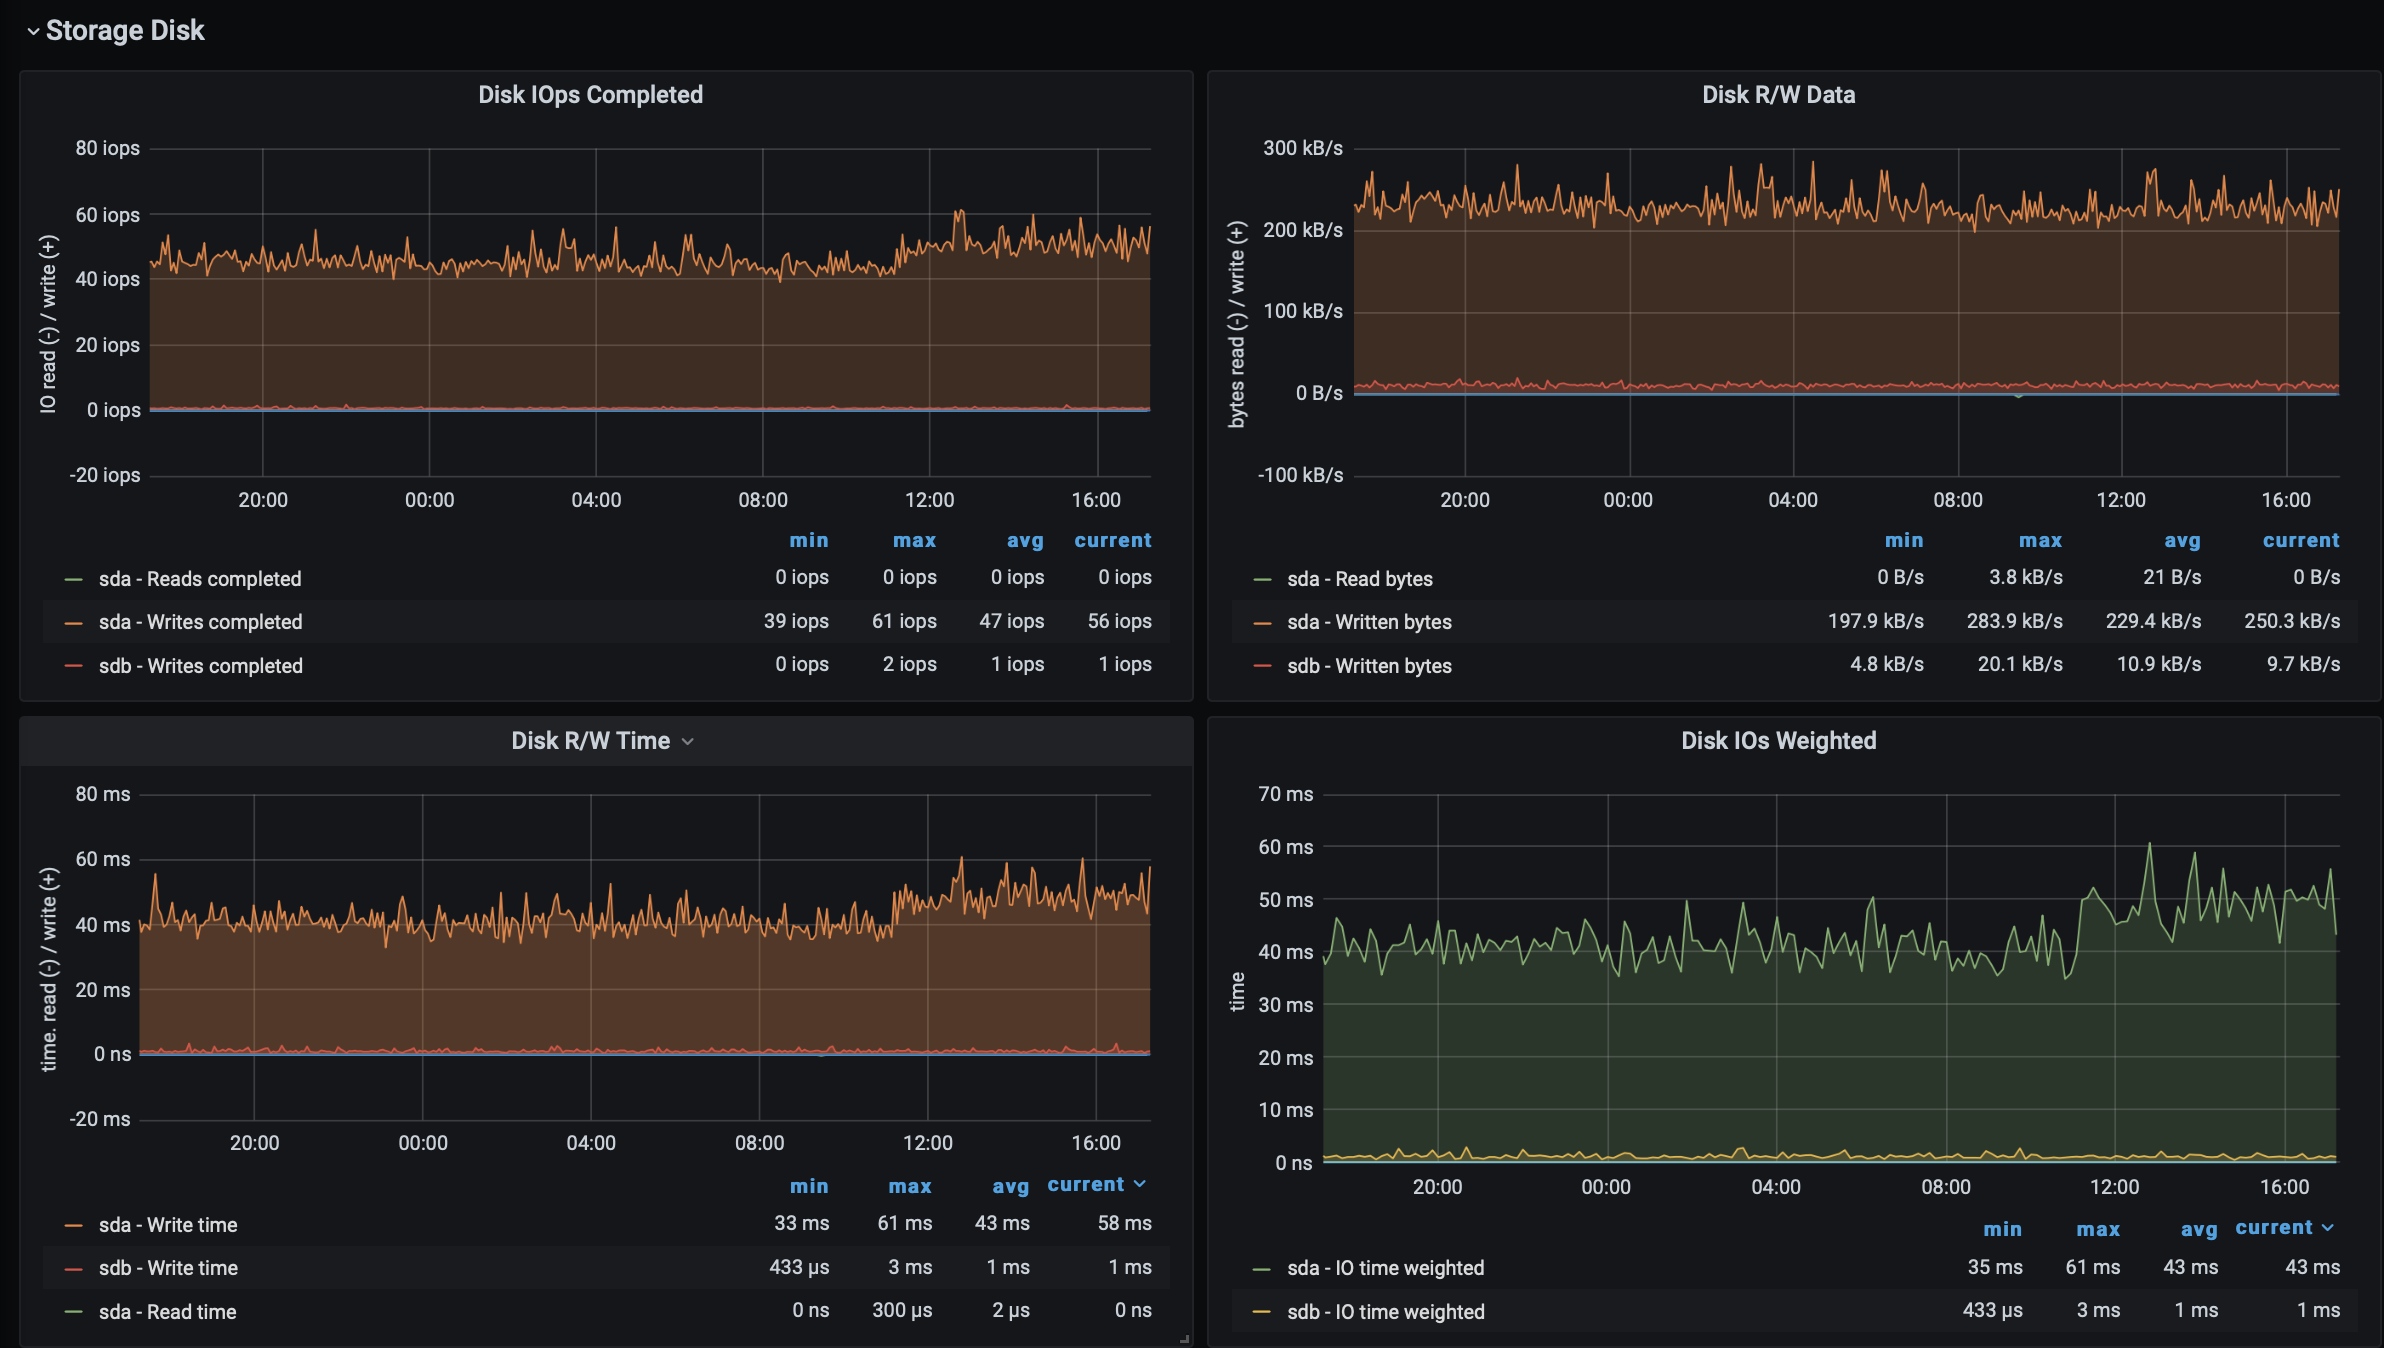 Storage Disk
Disk IOps Completed
IO read (-) / write (+)
80 iops
60 iops
40 iops
20 iops
0 iops
-20 iops
20:00 00:00 04:00 08:00 12:00 16:00
min max avg current
sda - Reads completed 0 iops 0 iops 0 iops 0 iops
sda - Writes completed 39 iops 61 iops 47 iops 56 iops
sdb - Writes completed 0 iops 2 iops 1 iops 1 iops
Disk R/W Data
bytes read (-) / write (+)
300 kB/s
200 kB/s
100 kB/s
0 B/s
-100 kB/s
20:00 00:00 04:00 08:00 12:00 16:00
min max avg current
sda - Read bytes 0 B/s 3.8 kB/s 21 B/s 0 B/s
sda - Written bytes 197.9 kB/s 283.9 kB/s 229.4 kB/s 250.3 kB/s
sdb - Written bytes 4.8 kB/s 20.1 kB/s 10.9 kB/s 9.7 kB/s
Disk R/W Time
time. read (-) / write (+)
80 ms
60 ms
40 ms
20 ms
0 ns
-20 ms
20:00 00:00 04:00 08:00 12:00 16:00
min max avg current
sda - Write time 33 ms 61 ms 43 ms 58 ms
sdb - Write time 433 µs 3 ms 1 ms 1 ms
sda - Read time 0 ns 300 µs 2 µs 0 ns
Disk IOs Weighted
time
70 ms
60 ms
50 ms
40 ms
30 ms
20 ms
10 ms
0 ns
20:00 00:00 04:00 08:00 12:00 16:00
min max avg current
sda - IO time weighted 35 ms 61 ms 43 ms 43 ms
sdb - IO time weighted 433 µs 3 ms 1 ms 1 ms